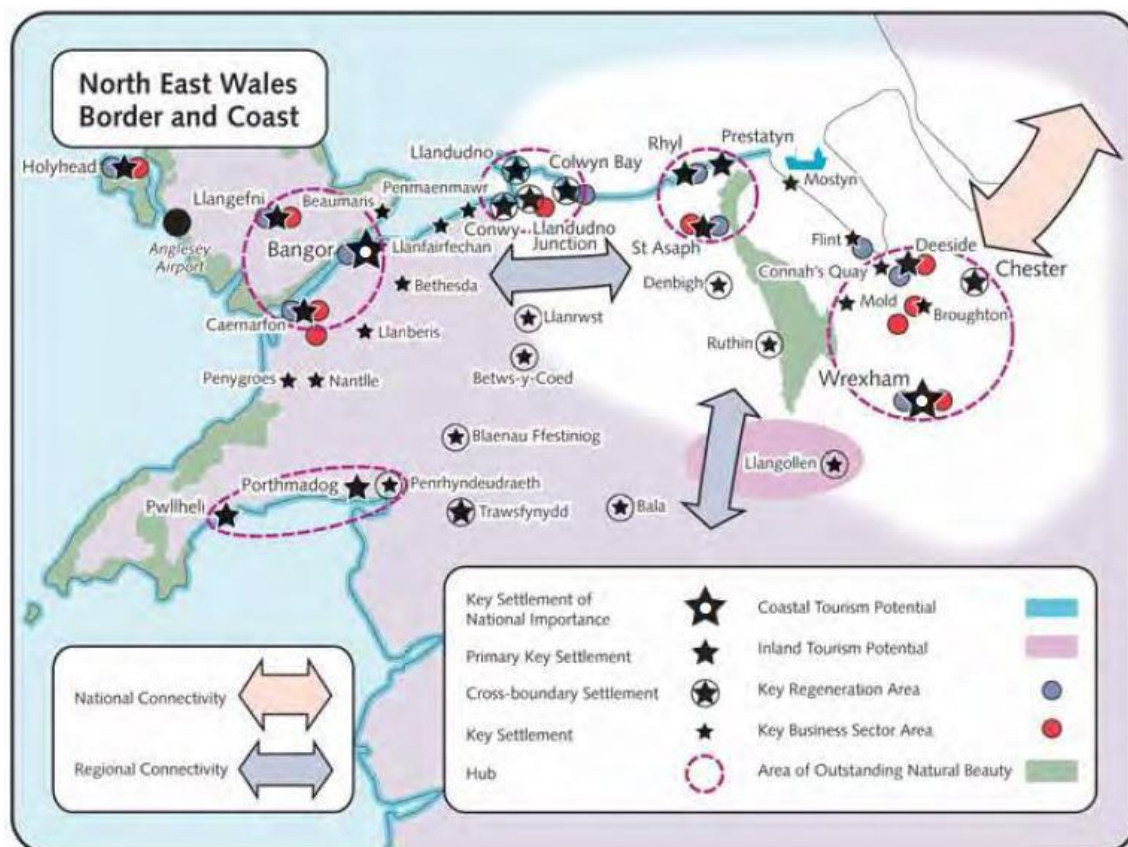 North East Wales
Border and Coast
Holyhead
Llangefni
Beaumaris
Anglesey
Airport
Bangor
Caernarfon
Llandudno
Penmaenmawr
Conwy
Colwyn Bay
Llandudno
Junction
Llanfairfechan
Bethesda
Llanberis
Penygroes
Nantlle
Rhyl
Prestatyn
St Asaph
Mostyn
Flint
Deeside
Connah's Quay
Chester
Mold
Broughton
Denbigh
Ruthin
Wrexham
Llanrwst
Betws-y-Coed
Blaenau Ffestiniog
Llangollen
Porthmadog
Penrhyndeudraeth
Pwllheli
Trawsfynydd
Bala
National Connectivity
Regional Connectivity
Key Settlement of
National Importance
Primary Key Settlement
Cross-boundary Settlement
Key Settlement
Hub
Coastal Tourism Potential
Inland Tourism Potential
Key Regeneration Area
Key Business Sector Area
Area of Outstanding Natural Beauty